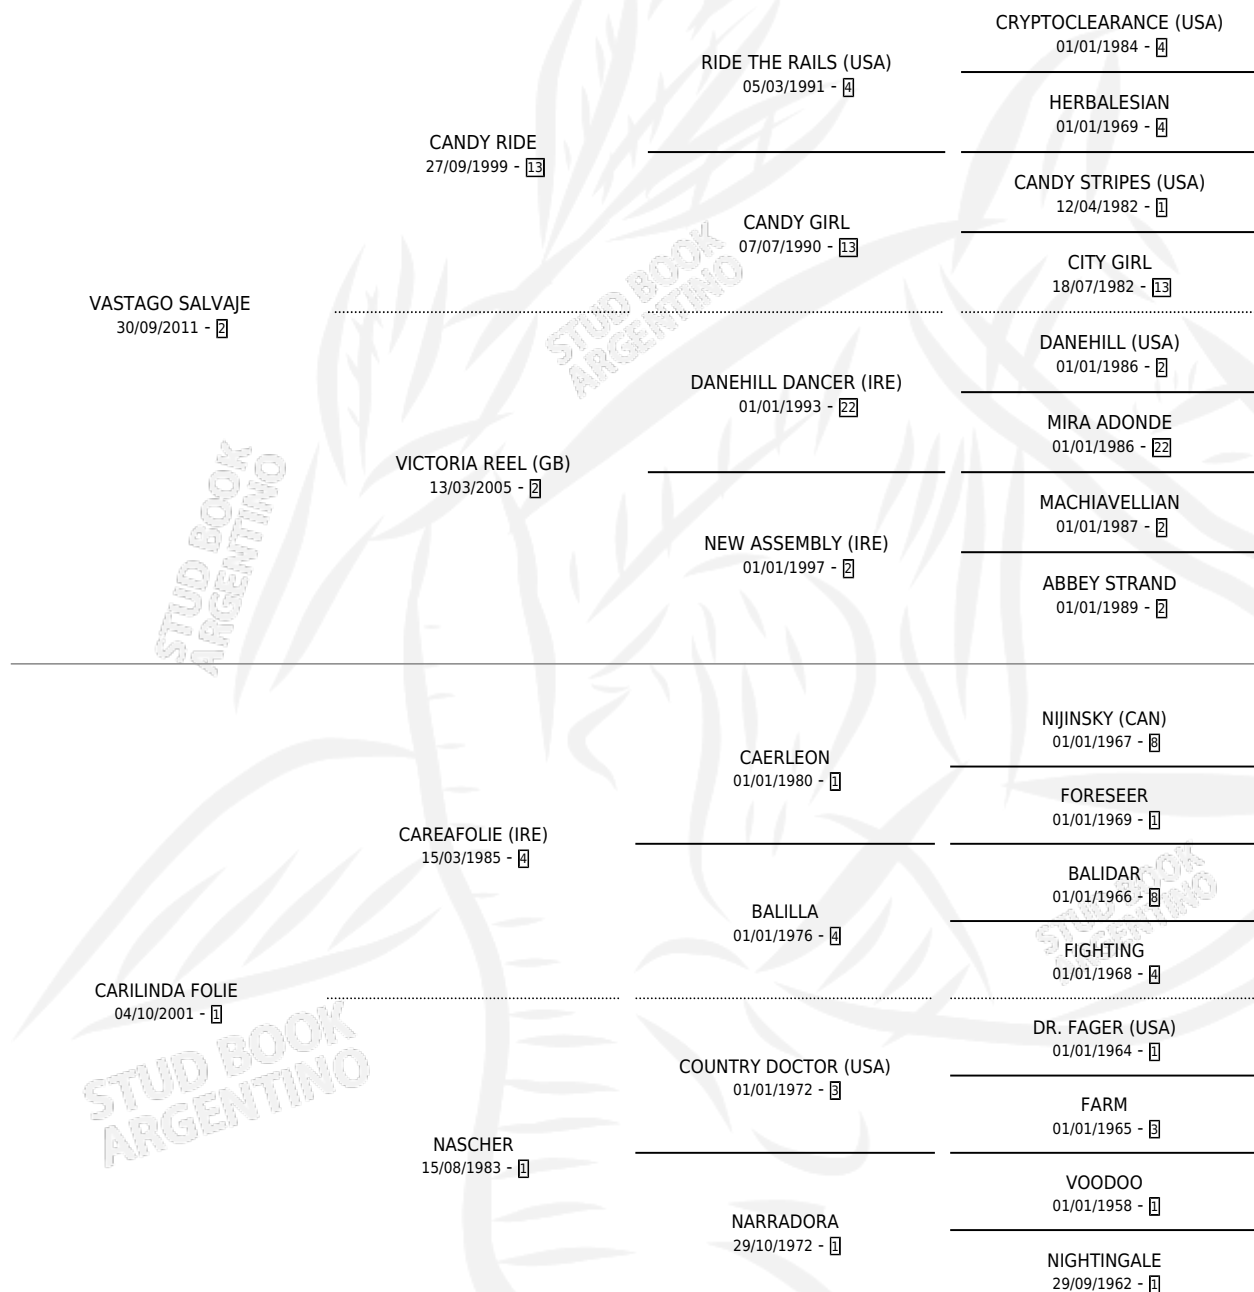 CRYPTOCLEARANCE (USA)
01/01/1984 - 4
RIDE THE RAILS (USA)
05/03/1991 - 4
HERBALESIAN
01/01/1969 - 4
CANDY RIDE
27/09/1999 - 13
CANDY STRIPES (USA)
12/04/1982 - 1
CANDY GIRL
07/07/1990 - 13
CITY GIRL
18/07/1982 - 13
VASTAGO SALVAJE
30/09/2011 - 2
DANEHILL (USA)
01/01/1986 - 2
DANEHILL DANCER (IRE)
01/01/1993 - 22
MIRA ADONDE
01/01/1986 - 22
VICTORIA REEL (GB)
13/03/2005 - 2
MACHIAVELLIAN
01/01/1987 - 2
NEW ASSEMBLY (IRE)
01/01/1997 - 2
ABBEY STRAND
01/01/1989 - 2
NIJINSKY (CAN)
01/01/1967 - 8
CAERLEON
01/01/1980 - 1
FORESEER
01/01/1969 - 1
CAREAFOLIE (IRE)
15/03/1985 - 4
BALIDAR
01/01/1966 - 8
BALILLA
01/01/1976 - 4
FIGHTING
01/01/1968 - 4
CARILINDA FOLIE
04/10/2001 - 1
DR. FAGER (USA)
01/01/1964 - 1
COUNTRY DOCTOR (USA)
01/01/1972 - 3
FARM
01/01/1965 - 3
NASCHER
15/08/1983 - 1
VOODOO
01/01/1958 - 1
NARRADORA
29/10/1972 - 1
NIGHTINGALE
29/09/1962 - 1
STUD BOOK
ARGENTINO
STUD BOOK
ARGENTINO
STUD BOOK
ARGENTINO
STUD BOOK
ARGENTINO